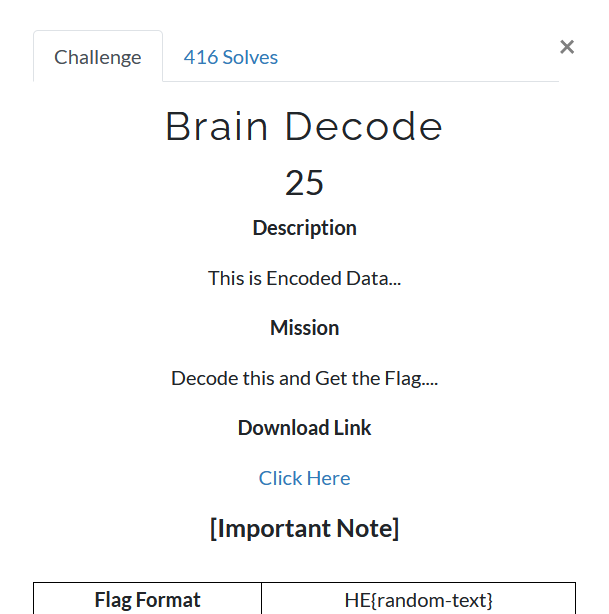 Challenge 416 Solves ×
Brain Decode
25
Description
This is Encoded Data...
Mission
Decode this and Get the Flag....
Download Link
Click Here
[Important Note]
Flag Format HE{random-text}